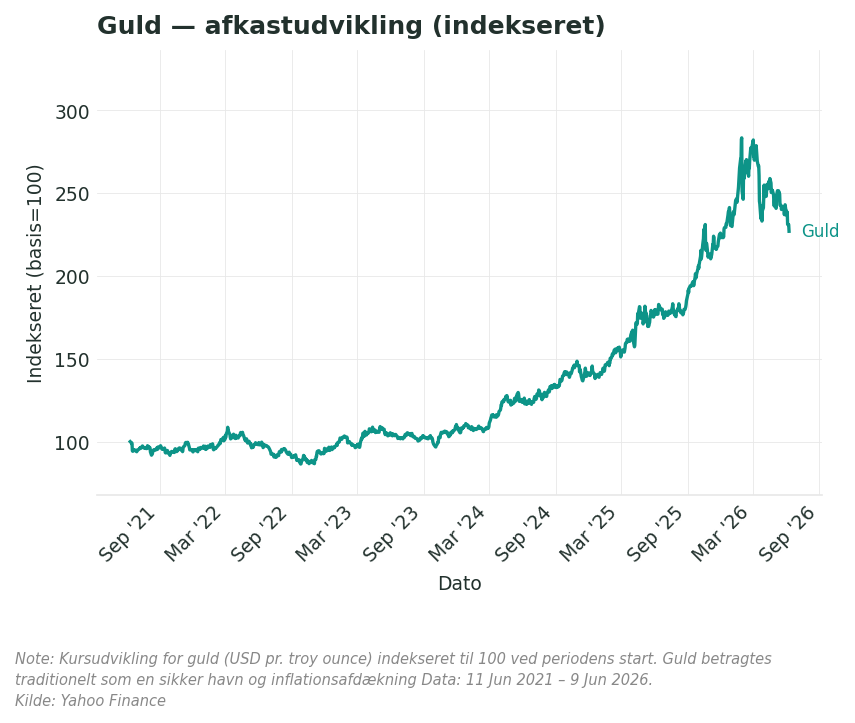 Guld — afkastudvikling (indekseret)
Indekseret (basis=100)
300
250
200
150
100
Guld
Sep '21
Mar '22
Sep '22
Mar '23
Sep '23
Mar '24
Sep '24
Mar '25
Sep '25
Mar '26
Sep '26
Dato
Note: Kursudvikling for guld (USD pr. troy ounce) indekseret til 100 ved periodens start. Guld betragtes
traditionelt som en sikker havn og inflationsafdækning Data: 11 Jun 2021 – 9 Jun 2026.
Kilde: Yahoo Finance